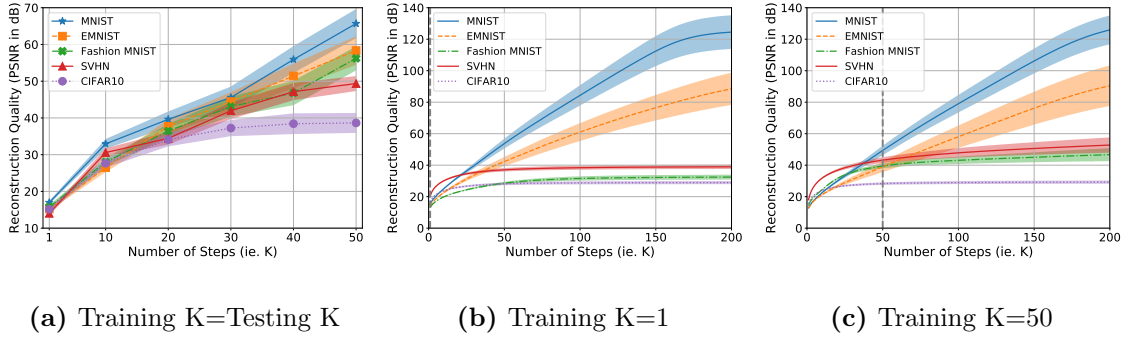 Reconstruction Quality (PSNR in dB)
70
60
50
40
30
20
10
MNIST
EMNIST
Fashion MNIST
SVHN
CIFAR10
1 10 20 30 40 50
Number of Steps (ie. K)
(a) Training K=Testing K
Reconstruction Quality (PSNR in dB)
140
120
100
80
60
40
20
0
MNIST
EMNIST
Fashion MNIST
SVHN
CIFAR10
0 50 100 150 200
Number of Steps (ie. K)
(b) Training K=1
Reconstruction Quality (PSNR in dB)
140
120
100
80
60
40
20
0
MNIST
EMNIST
Fashion MNIST
SVHN
CIFAR10
0 50 100 150 200
Number of Steps (ie. K)
(c) Training K=50